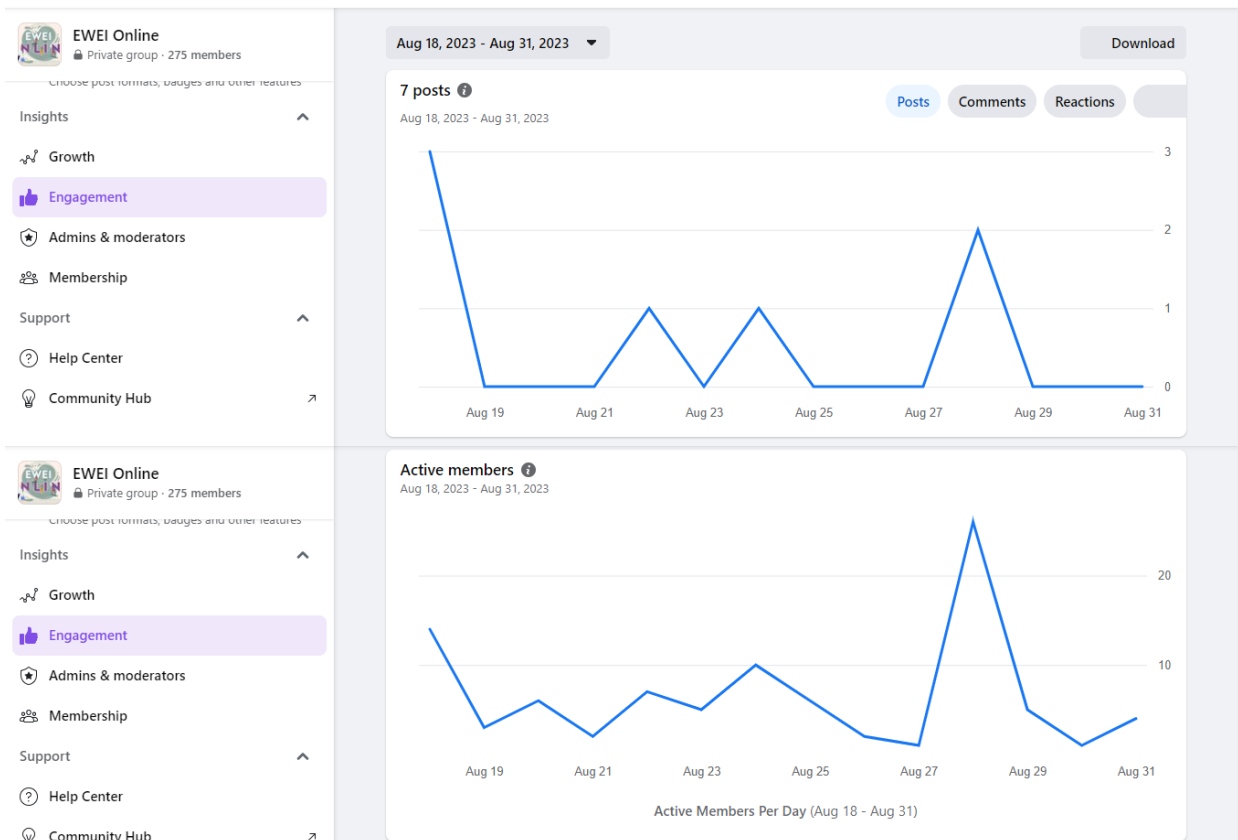 EWEI Online
Private group · 275 members
Choose post formats, badges and other features
Insights
Growth
Engagement
Admins & moderators
Membership
Support
Help Center
Community Hub
Aug 18, 2023 - Aug 31, 2023
Download
7 posts
Aug 18, 2023 - Aug 31, 2023
Posts
Comments
Reactions
3
2
1
0
Aug 19 Aug 21 Aug 23 Aug 25 Aug 27 Aug 29 Aug 31
EWEI Online
Private group · 275 members
Choose post formats, badges and other features
Insights
Growth
Engagement
Admins & moderators
Membership
Support
Help Center
Community Hub
Active members
Aug 18, 2023 - Aug 31, 2023
20
10
Aug 19 Aug 21 Aug 23 Aug 25 Aug 27 Aug 29 Aug 31
Active Members Per Day (Aug 18 - Aug 31)